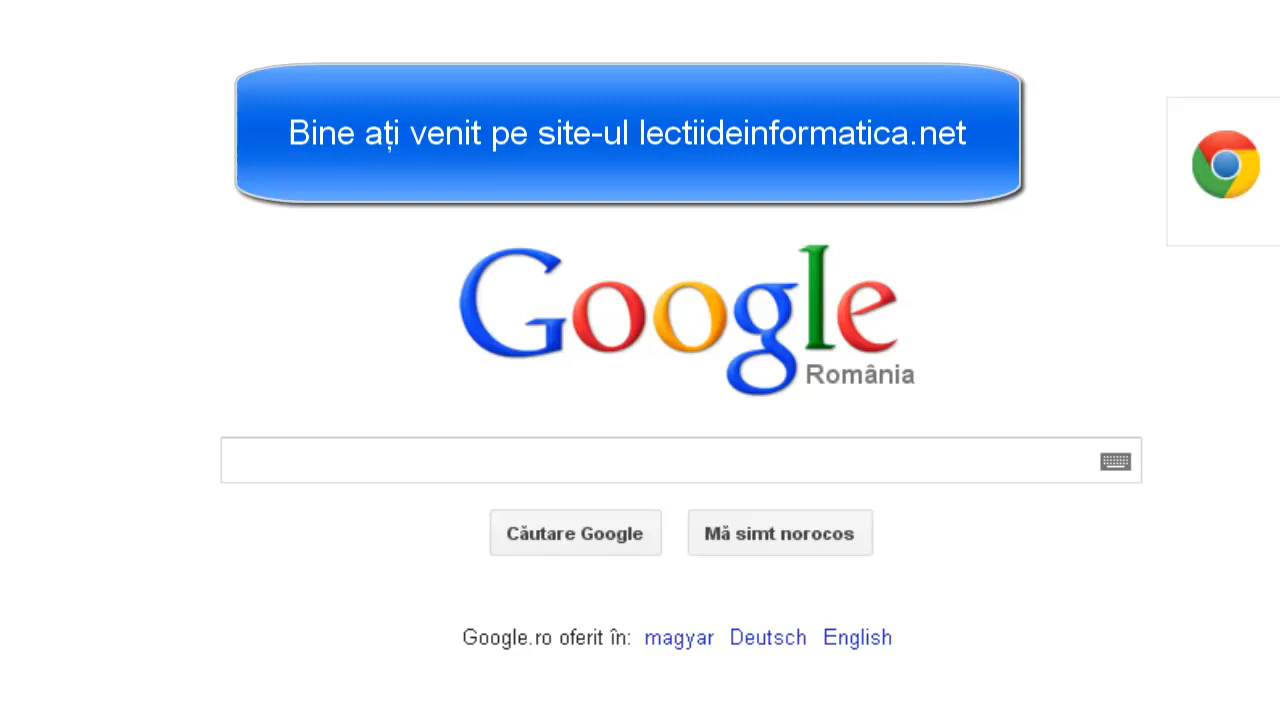 Bine ați venit pe site-ul lectiideinformatica.net
Google
România
Căutare Google
Mă simt norocos
Google.ro oferit în: magyar Deutsch English